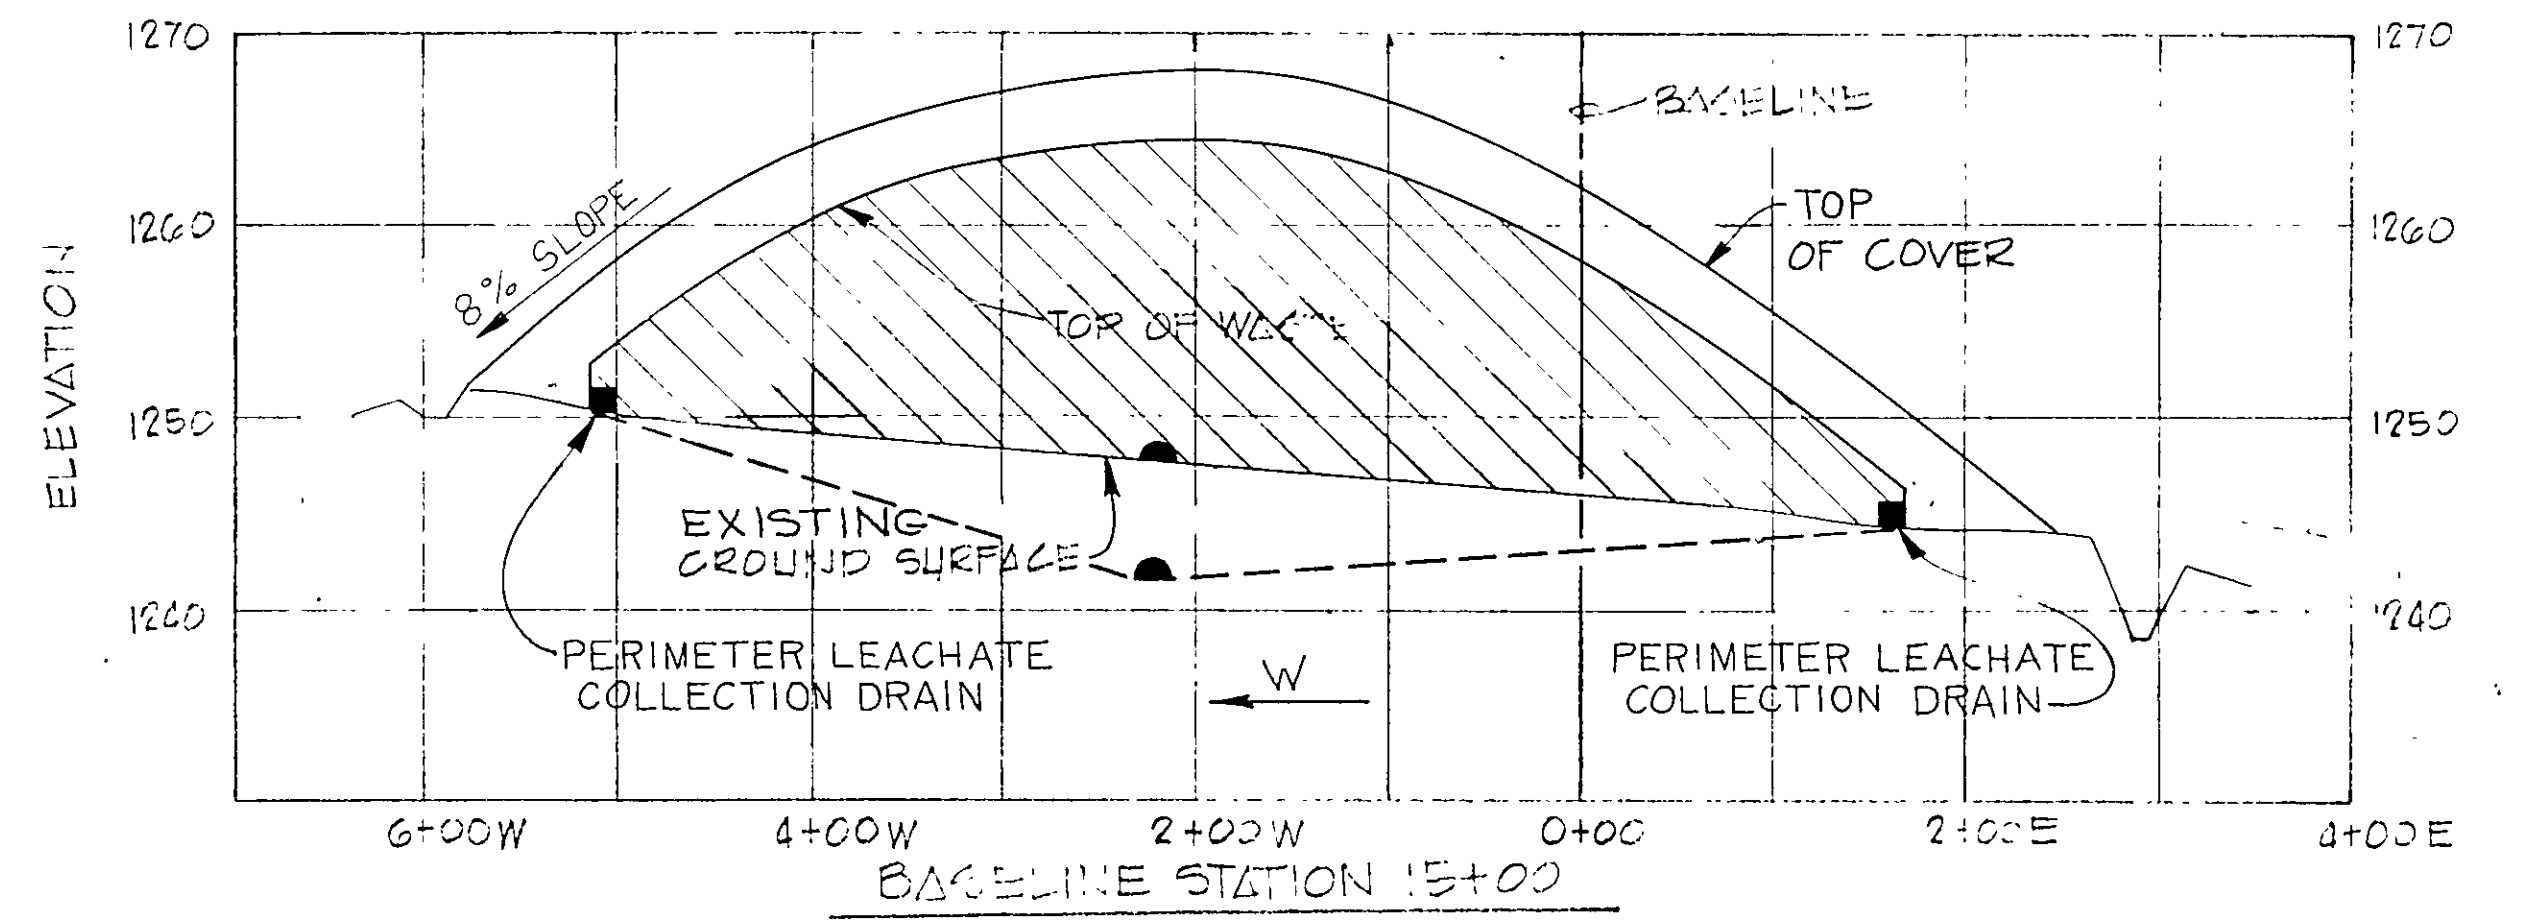 1270
1270
BASELINE
8% SLOPE
TOP
OF COVER
1260
1260
ELEVATION
TOP OF WASTE
1250
1250
EXISTING
GROUND SURFACE
1240
1240
PERIMETER LEACHATE
COLLECTION DRAIN
W
PERIMETER LEACHATE
COLLECTION DRAIN
6+00W
4+00W
2+00W
0+00
2+00E
4+00E
BASELINE STATION 15+00